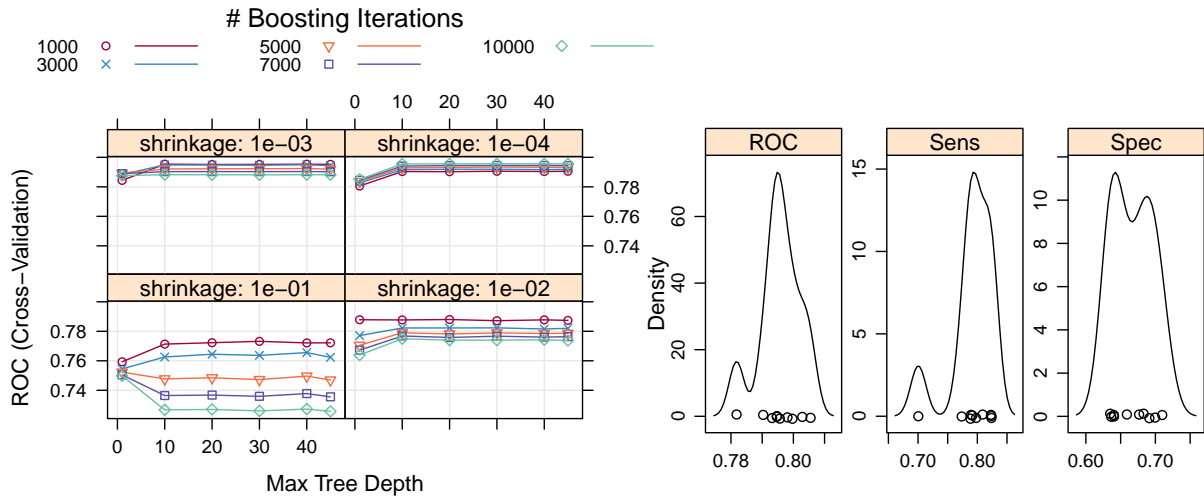 # Boosting Iterations
1000 5000 10000
3000 7000
0 10 20 30 40
shrinkage: 1e−03 shrinkage: 1e−04
0.78
0.76
0.74
shrinkage: 1e−01 shrinkage: 1e−02
0.78
0.76
0.74
0 10 20 30 40
ROC (Cross−Validation)
Max Tree Depth
ROC Sens Spec
Density
60
40
20
0
0.78 0.80
15
10
5
0
0.70 0.80
10
8
6
4
2
0
0.60 0.70